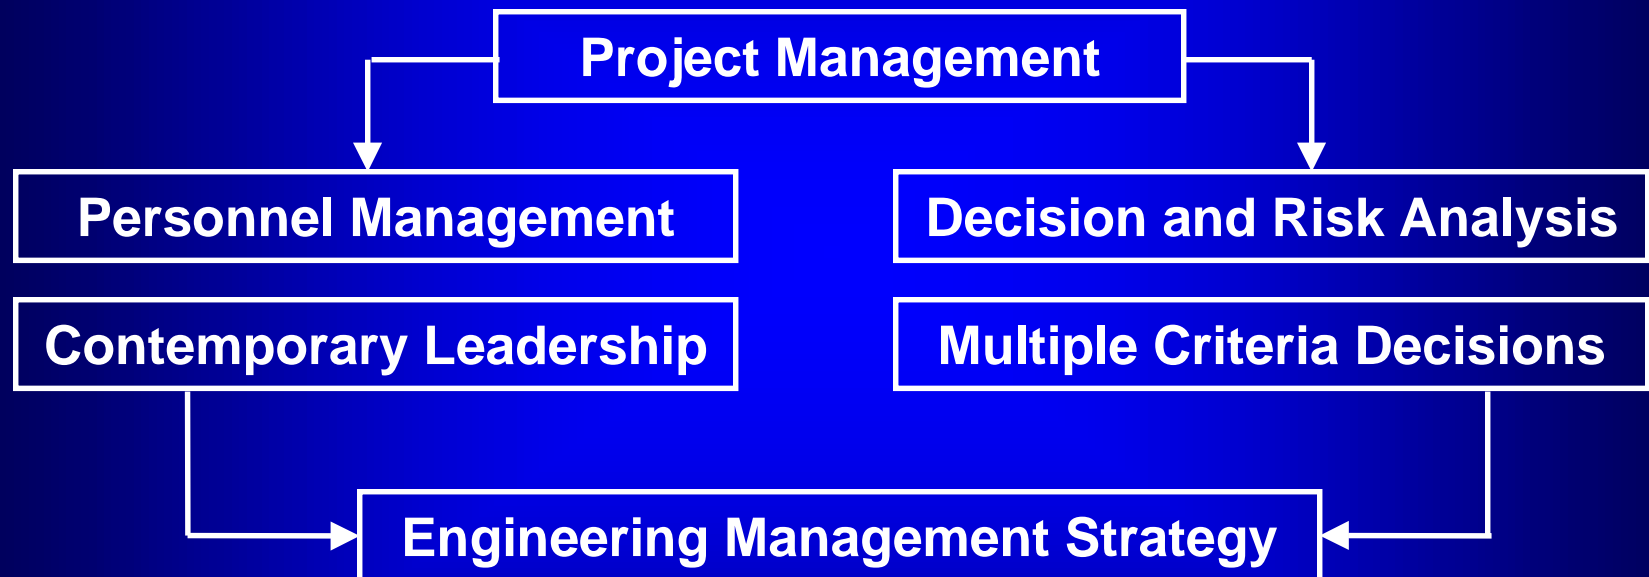 Project Management
Personnel Management
Decision and Risk Analysis
Contemporary Leadership
Multiple Criteria Decisions
Engineering Management Strategy